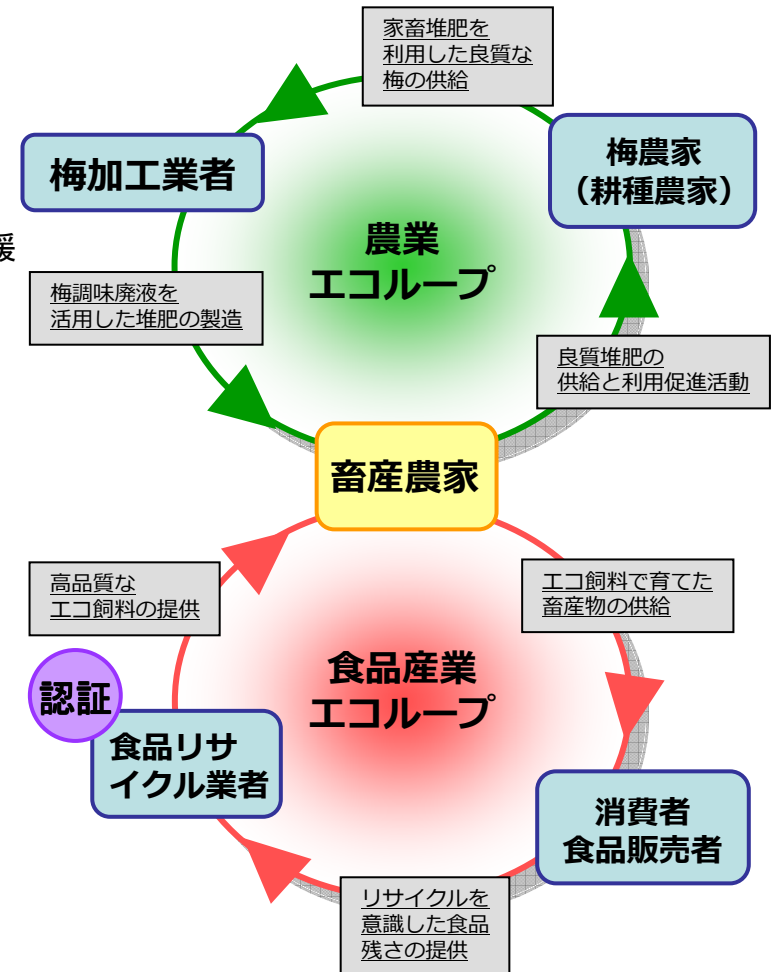 家畜堆肥を
利用した良質な
梅の供給
梅加工業者
梅農家
（耕種農家）
援
農業
エコループ
梅調味廃液を
活用した堆肥の製造
良質堆肥の
供給と利用促進活動
畜産農家
高品質な
エコ飼料の提供
エコ飼料で育てた
畜産物の供給
食品産業
エコループ
認証
食品リサ
イクル業者
消費者
食品販売者
リサイクルを
意識した食品
残さの提供